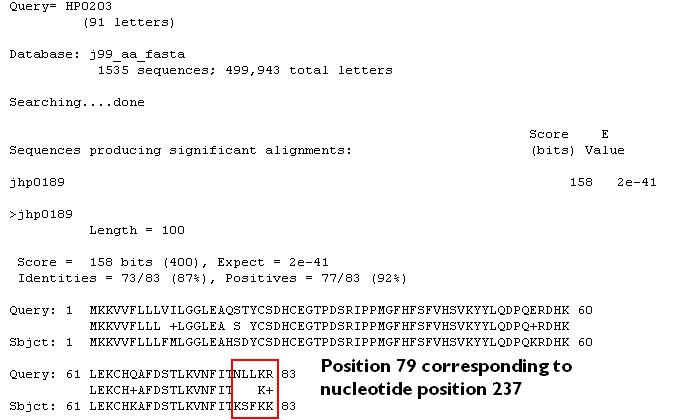 Query= HP0203
(91 letters)
Database: j99_aa_fasta
1535 sequences; 499,943 total letters
Searching....done
Score E
Sequences producing significant alignments: (bits) Value
jhp0189 158 2e-41
>jhp0189
Length = 100
Score = 158 bits (400), Expect = 2e-41
Identities = 73/83 (87%), Positives = 77/83 (92%)
Query: 1 MKKVVFLLLVILGGLEAQSTYCSDHCEGTPDSRIPPMGFHFSFVHSVKYYLQDPQERDHK 60
MKKVVFLLL +LGGLEA S YCSDHCEGTPDSRIPPMGFHFSFVHSVKYYLQDPQ+RDHK
Sbjct: 1 MKKVVFLLLFMLGGLEAHSDYCSDHCEGTPDSRIPPMGFHFSFVHSVKYYLQDPQKRDHK 60
Query: 61 LEKCHQAFDSTLKVNFITNLLKR 83
LEKCH+AFDSTLKVNFIT K+
Sbjct: 61 LEKCHKAFDSTLKVNFITKSFKK 83
Position 79 corresponding to
nucleotide position 237